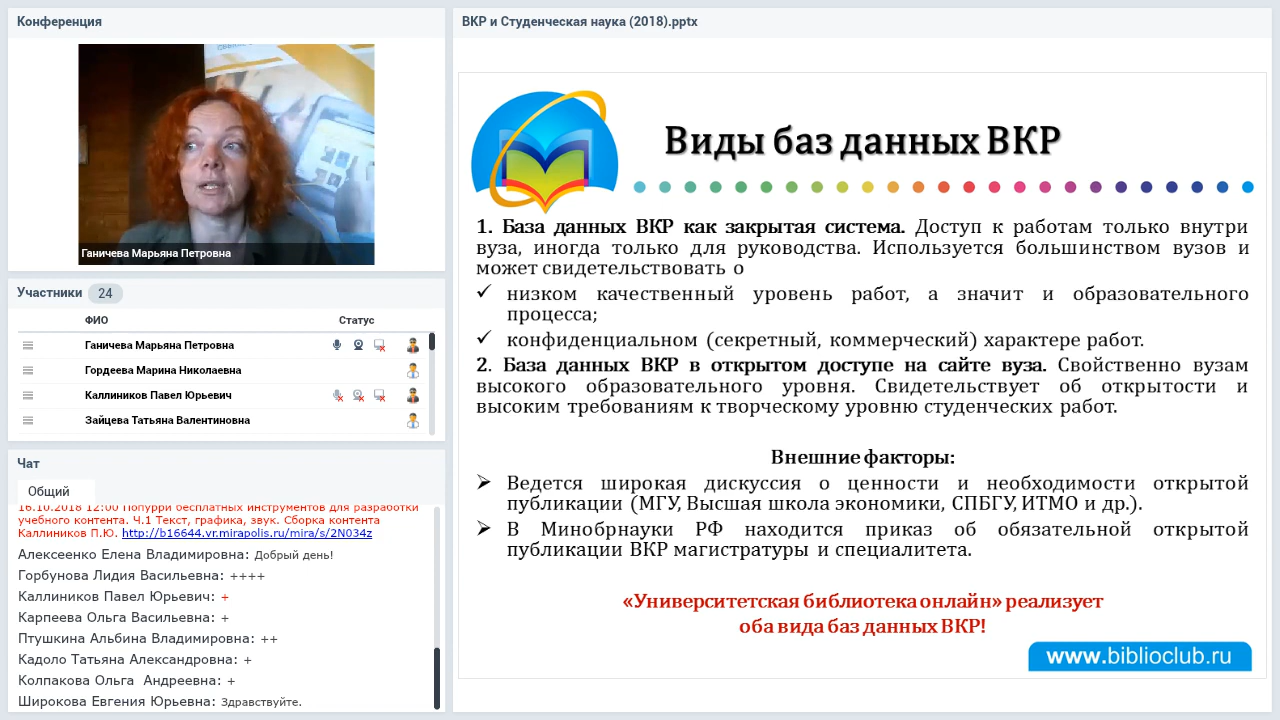 Конференция
Ганичева Марьяна Петровна
Участники 24
ФИО Статус
Ганичева Марьяна Петровна
Гордеева Марина Николаевна
Каллиников Павел Юрьевич
Зайцева Татьяна Валентиновна
Чат
Общий
16.10.2018 12:00 Попурри бесплатных инструментов для разработки
учебного контента. Ч.1 Текст, графика, звук. Сборка контента
Каллиников П.Ю. http://b16644.vr.mirapolis.ru/mira/s/2N034z
Алексеенко Елена Владимировна: Добрый день!
Горбунова Лидия Васильевна: ++++
Каллиников Павел Юрьевич: +
Карпеева Ольга Васильевна: +
Птушкина Альбина Владимировна: ++
Кадоло Татьяна Александровна: +
Колпакова Ольга Андреевна: +
Широкова Евгения Юрьевна: Здравствуйте.
ВКР и Студенческая наука (2018).pptx
Виды баз данных ВКР
1. База данных ВКР как закрытая система. Доступ к работам только внутри
вуза, иногда только для руководства. Используется большинством вузов и
может свидетельствовать о
✓ низком качественный уровень работ, а значит и образовательного
процесса;
✓ конфиденциальном (секретный, коммерческий) характере работ.
2. База данных ВКР в открытом доступе на сайте вуза. Свойственно вузам
высокого образовательного уровня. Свидетельствует об открытости и
высоким требованиям к творческому уровню студенческих работ.
Внешние факторы:
➢ Ведется широкая дискуссия о ценности и необходимости открытой
публикации (МГУ, Высшая школа экономики, СПБГУ, ИТМО и др.).
➢ В Минобрнауки РФ находится приказ об обязательной открытой
публикации ВКР магистратуры и специалитета.
«Университетская библиотека онлайн» реализует
оба вида баз данных ВКР!
www.biblioclub.ru